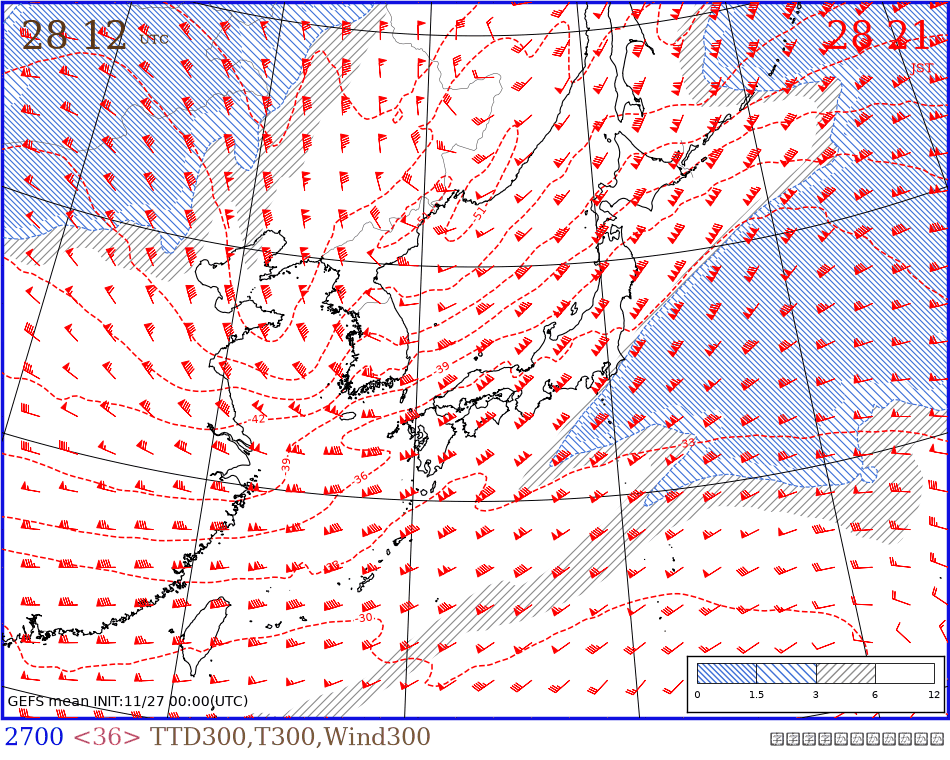 28 12 UTC
28 21 JST
-51
-39
-42
-39
-36
-33
-30
0 1.5 3 6 12
GEFS mean INIT:11/27 00:00(UTC)
2700 <36> TTD300,T300,Wind300